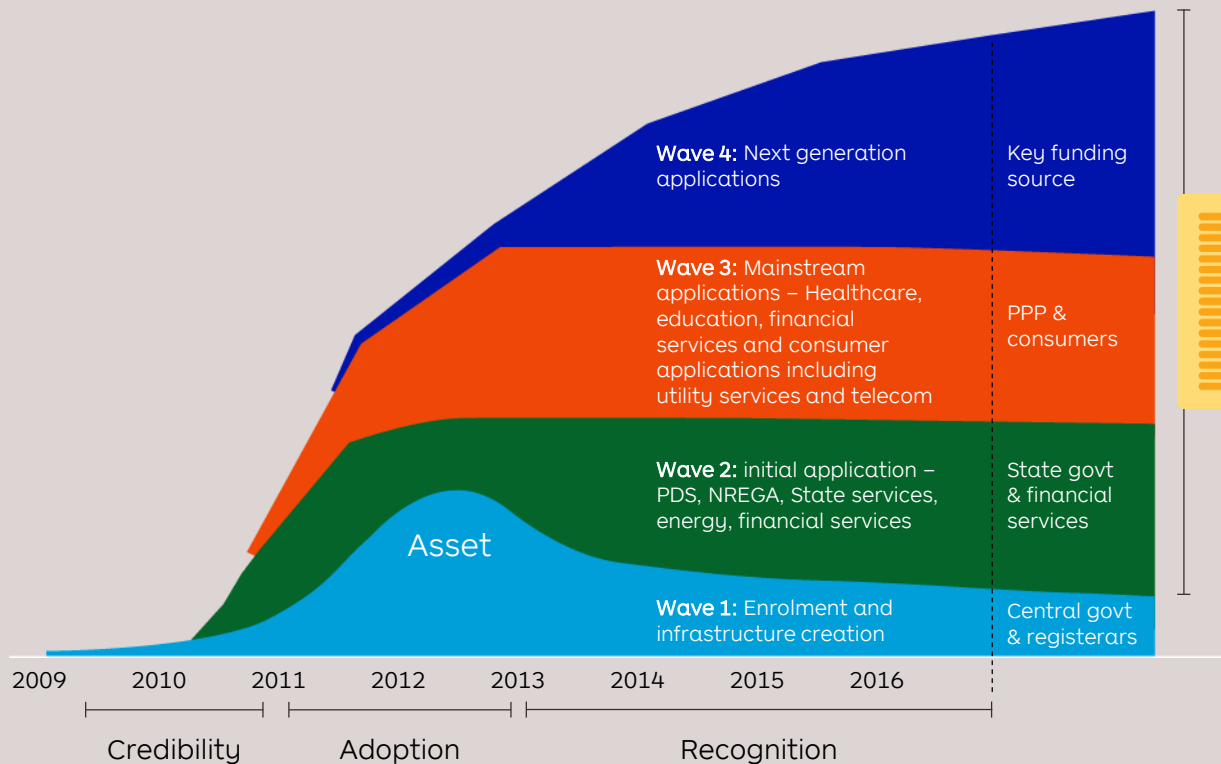 Wave 4: Next generation
applications
Key funding
source
Wave 3: Mainstream
applications – Healthcare,
education, financial
services and consumer
applications including
utility services and telecom
PPP &
consumers
Wave 2: initial application –
PDS, NREGA, State services,
energy, financial services
State govt
& financial
services
Asset
Wave 1: Enrolment and
infrastructure creation
Central govt
& registerars
2009 2010 2011 2012 2013 2014 2015 2016
Credibility Adoption Recognition